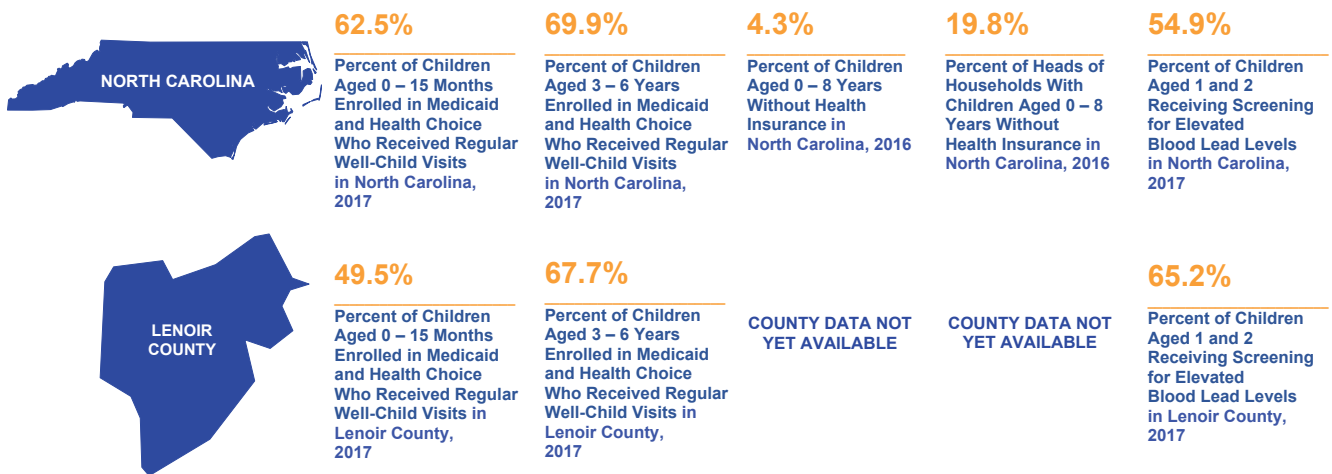 NORTH CAROLINA
62.5%
Percent of Children
Aged 0 – 15 Months
Enrolled in Medicaid
and Health Choice
Who Received Regular
Well-Child Visits
in North Carolina,
2017
69.9%
Percent of Children
Aged 3 – 6 Years
Enrolled in Medicaid
and Health Choice
Who Received Regular
Well-Child Visits
in North Carolina,
2017
4.3%
Percent of Children
Aged 0 – 8 Years
Without Health
Insurance in
North Carolina, 2016
19.8%
Percent of Heads of
Households With
Children Aged 0 – 8
Years Without
Health Insurance in
North Carolina, 2016
54.9%
Percent of Children
Aged 1 and 2
Receiving Screening
for Elevated
Blood Lead Levels
in North Carolina,
2017
LENOIR
COUNTY
49.5%
Percent of Children
Aged 0 – 15 Months
Enrolled in Medicaid
and Health Choice
Who Received Regular
Well-Child Visits in
Lenoir County,
2017
67.7%
Percent of Children
Aged 3 – 6 Years
Enrolled in Medicaid
and Health Choice
Who Received Regular
Well-Child Visits in
Lenoir County,
2017
COUNTY DATA NOT
YET AVAILABLE
COUNTY DATA NOT
YET AVAILABLE
65.2%
Percent of Children
Aged 1 and 2
Receiving Screening
for Elevated
Blood Lead Levels
in Lenoir County,
2017